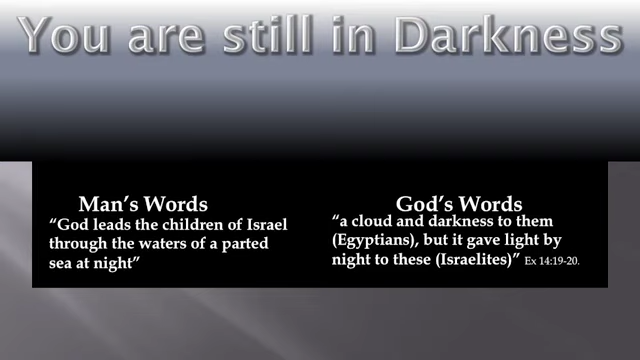 You are still in Darkness
Man's Words
"God leads the children of Israel
through the waters of a parted
sea at night"
God's Words
"a cloud and darkness to them
(Egyptians), but it gave light by
night to these (Israelites)" Ex 14:19-20.